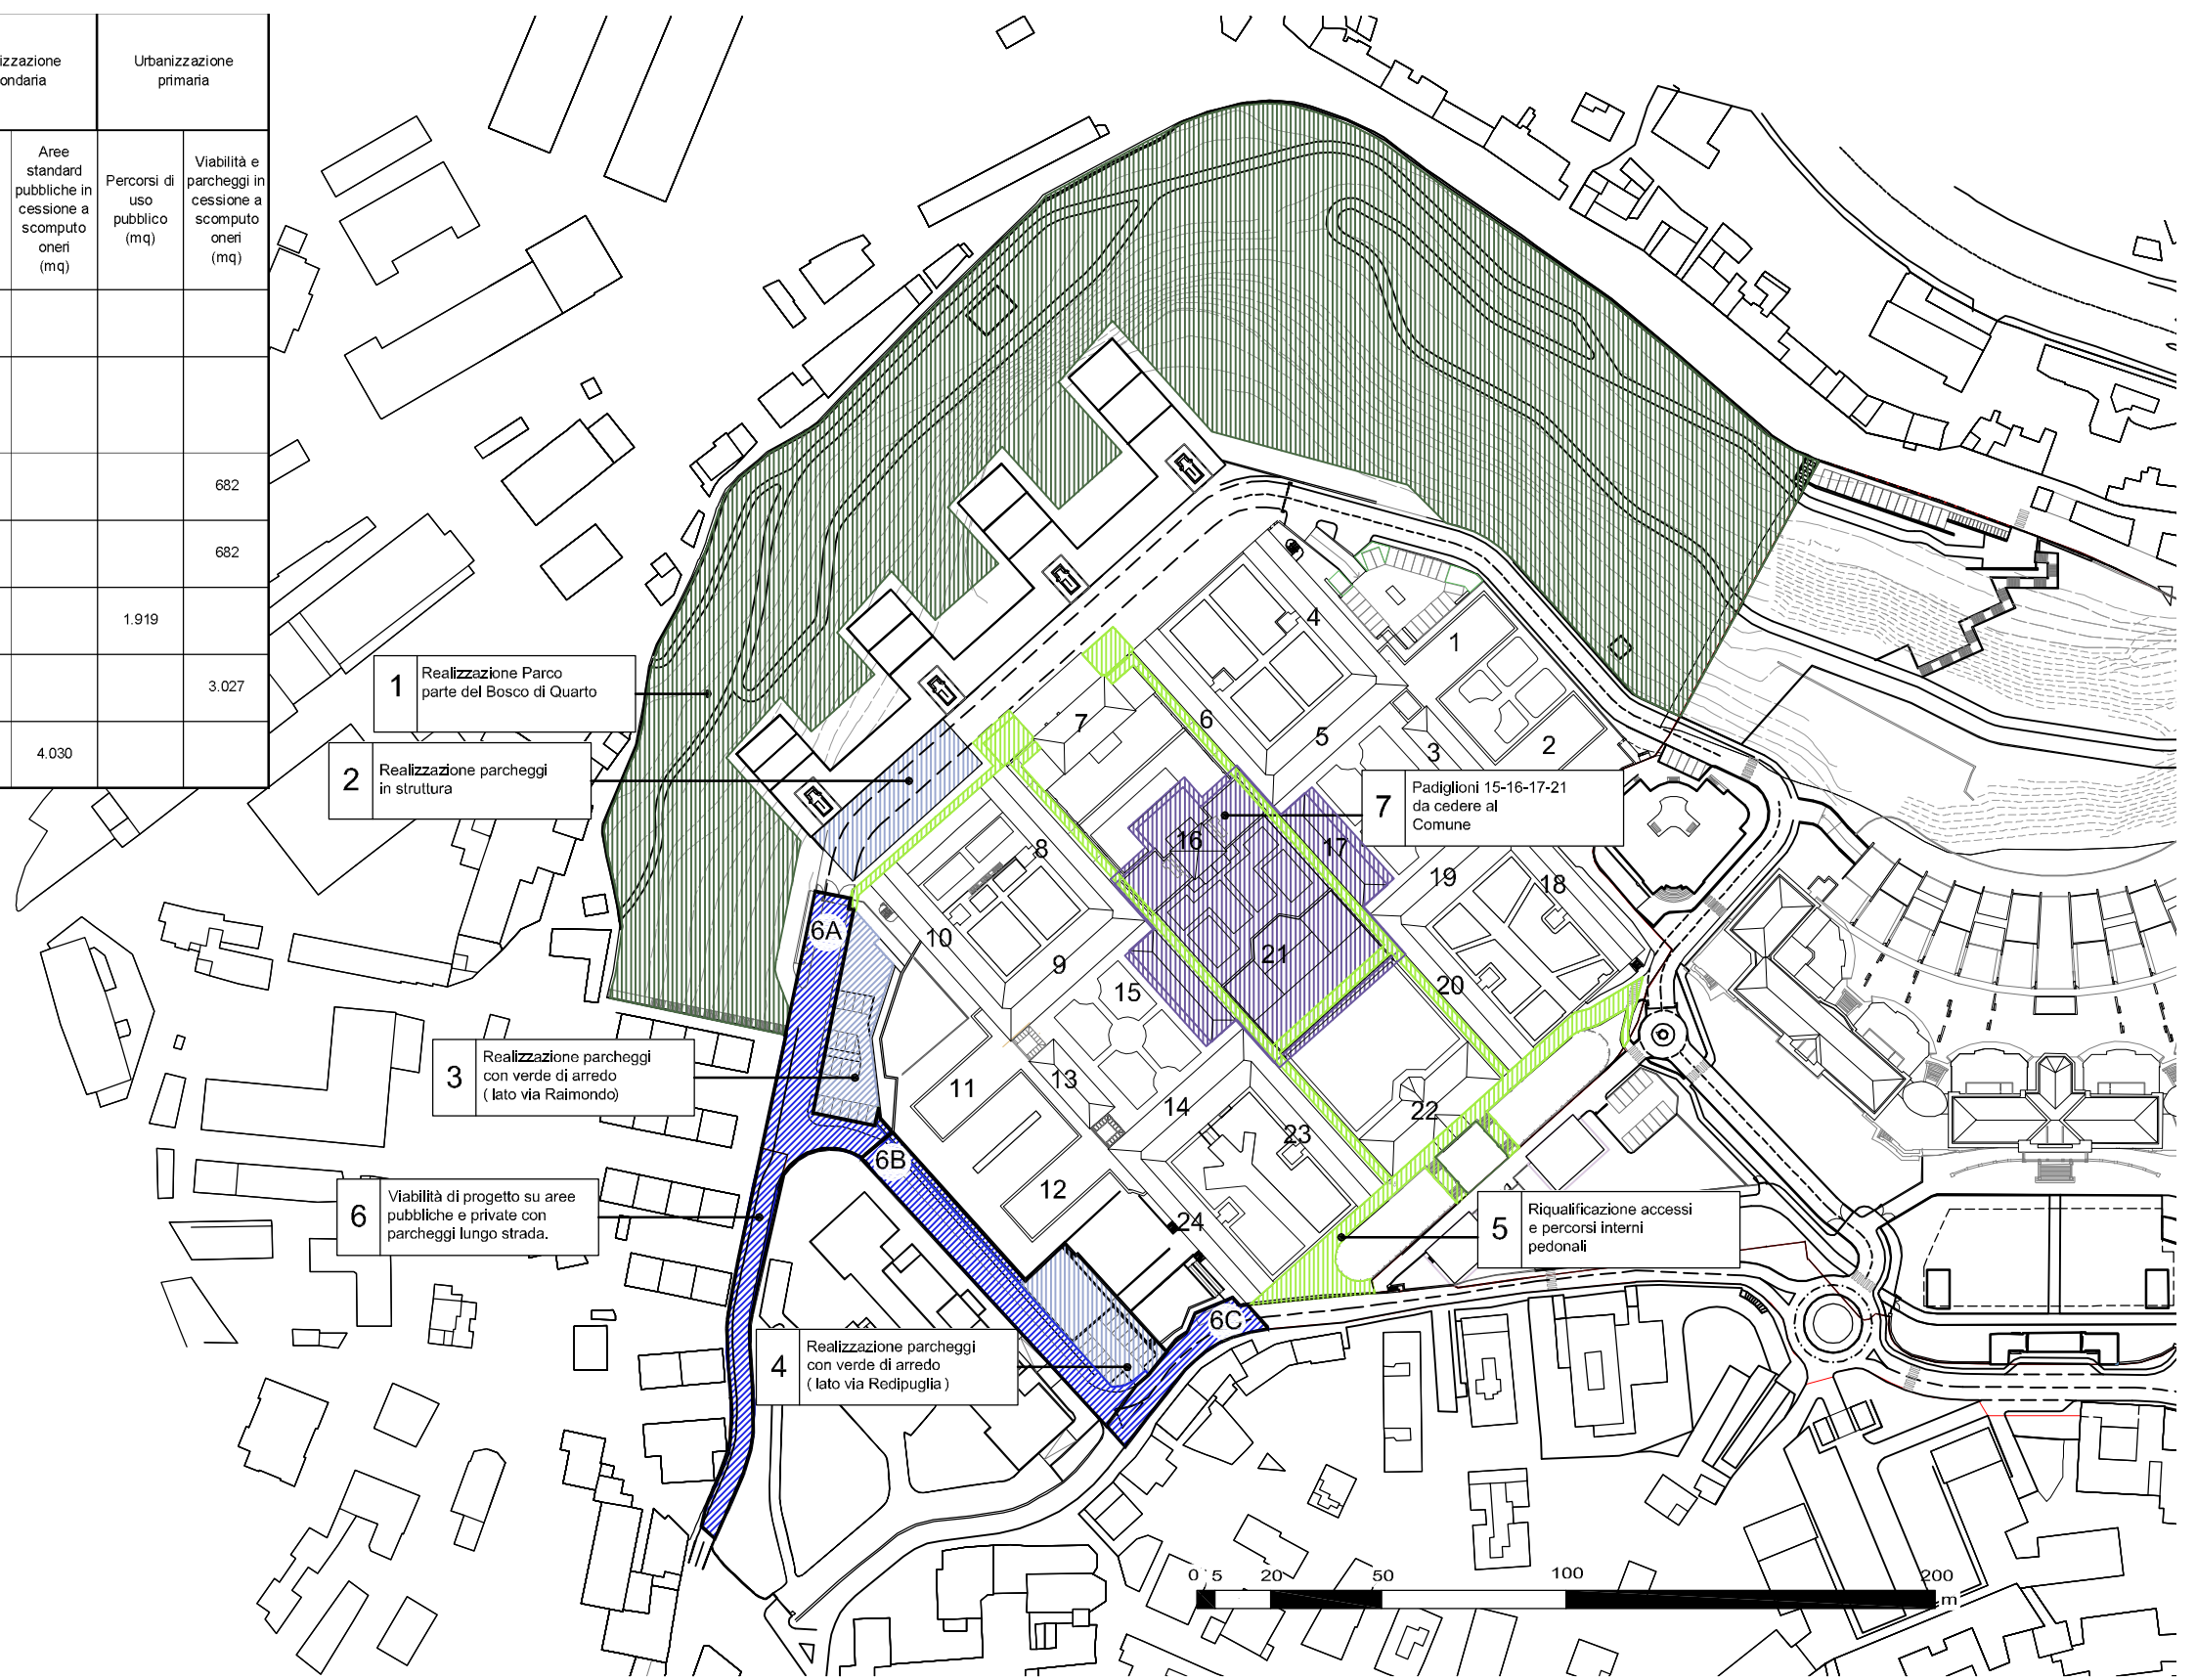 izzazione
ondaria
Urbanizzazione
primaria
Aree
standard
pubbliche in
cessione a
scomputo
oneri
(mq)
Percorsi di
uso
pubblico
(mq)
Viabilità e
parcheggi in
cessione a
scomputo
oneri
(mq)
682
682
1.919
3.027
4.030
1
Realizzazione Parco
parte del Bosco di Quarto
2
Realizzazione parcheggi
in struttura
3
Realizzazione parcheggi
con verde di arredo
( lato via Raimondo)
6
Viabilità di progetto su aree
pubbliche e private con
parcheggi lungo strada.
4
Realizzazione parcheggi
con verde di arredo
( lato via Redipuglia )
5
Riqualificazione accessi
e percorsi interni
pedonali
7
Padiglioni 15-16-17-21
da cedere al
Comune
4
1
6
7
5
3
2
8
16
17
19
18
10
9
21
15
20
11
13
14
22
23
12
24
6A
6B
6C
0 5 20 50 100 200
m